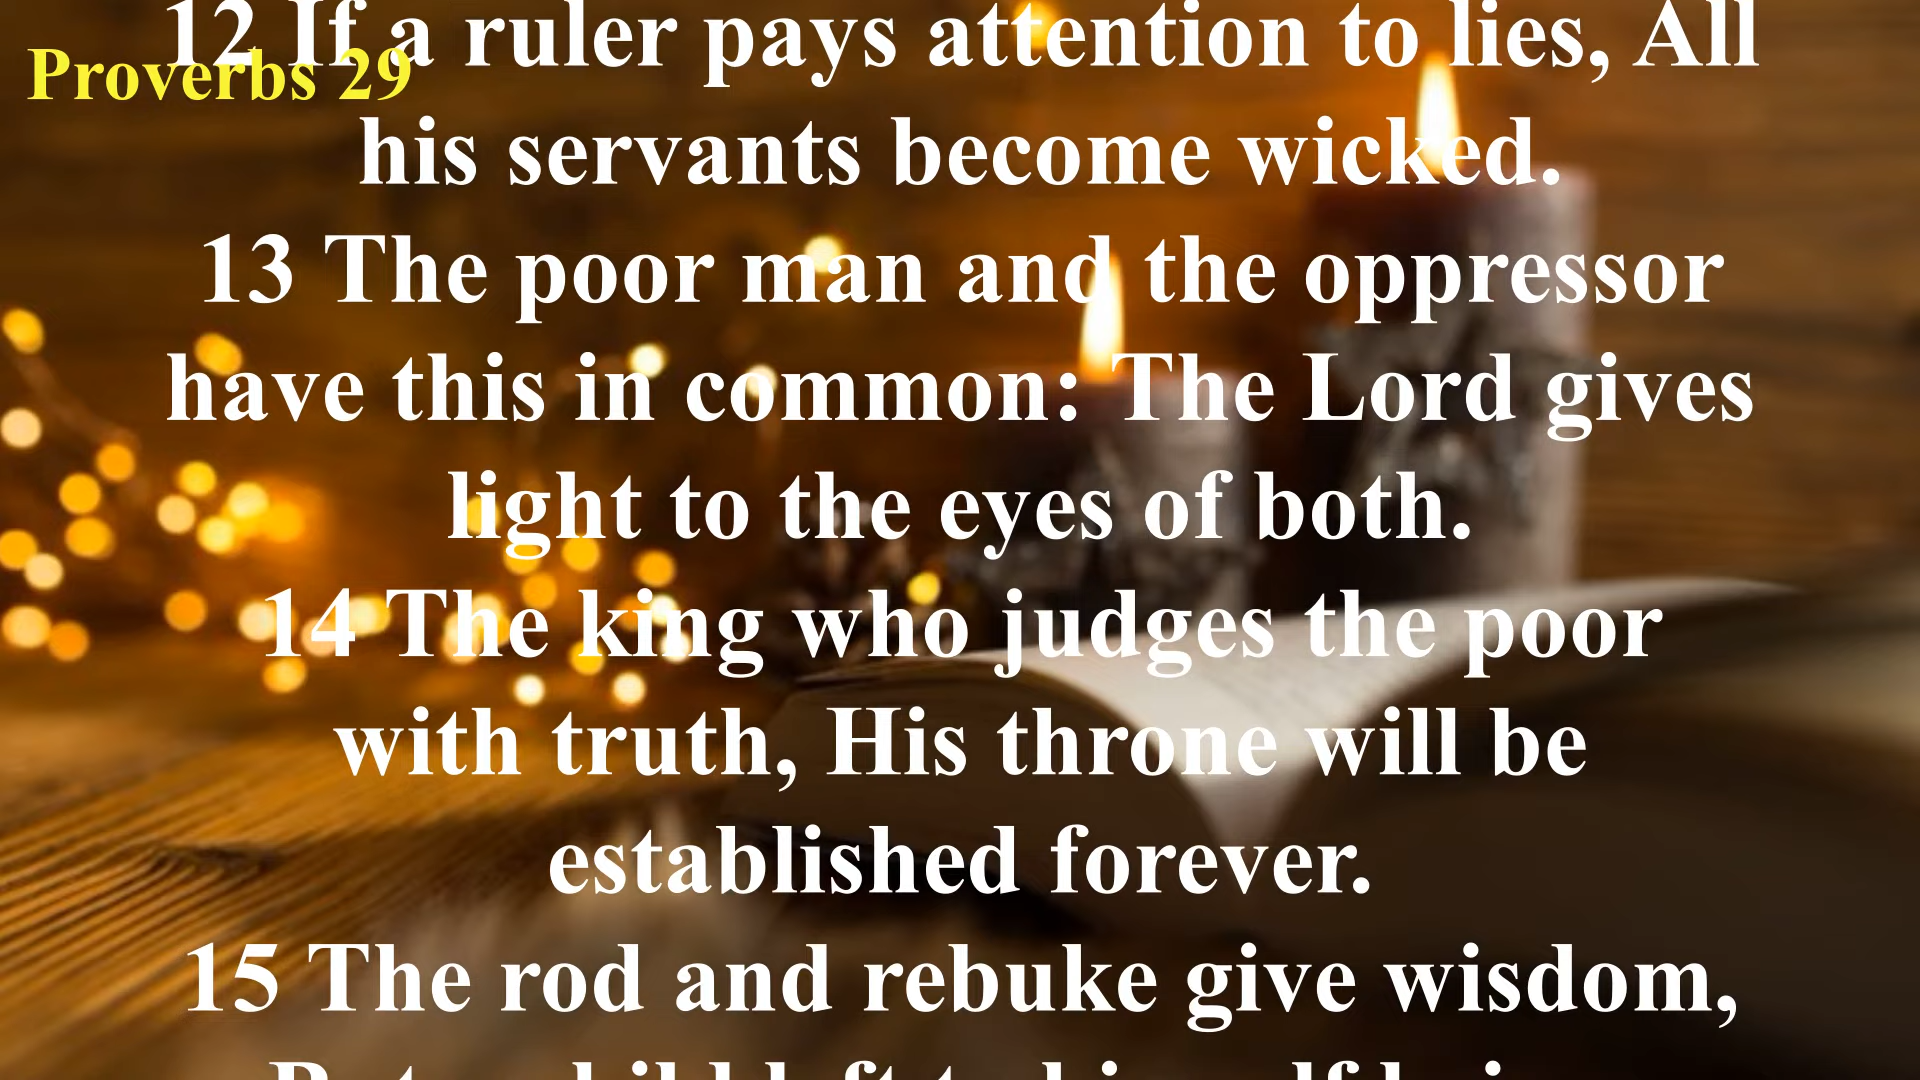 Proverbs 29
12 If a ruler pays attention to lies, All
his servants become wicked.
13 The poor man and the oppressor
have this in common: The Lord gives
light to the eyes of both.
14 The king who judges the poor
with truth, His throne will be
established forever.
15 The rod and rebuke give wisdom,